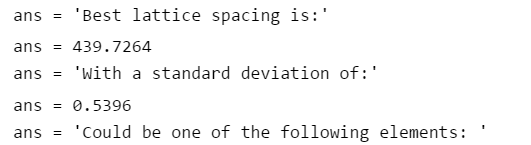 ans = 'Best lattice spacing is:'
ans = 439.7264
ans = 'With a standard deviation of:'
ans = 0.5396
ans = 'Could be one of the following elements: '